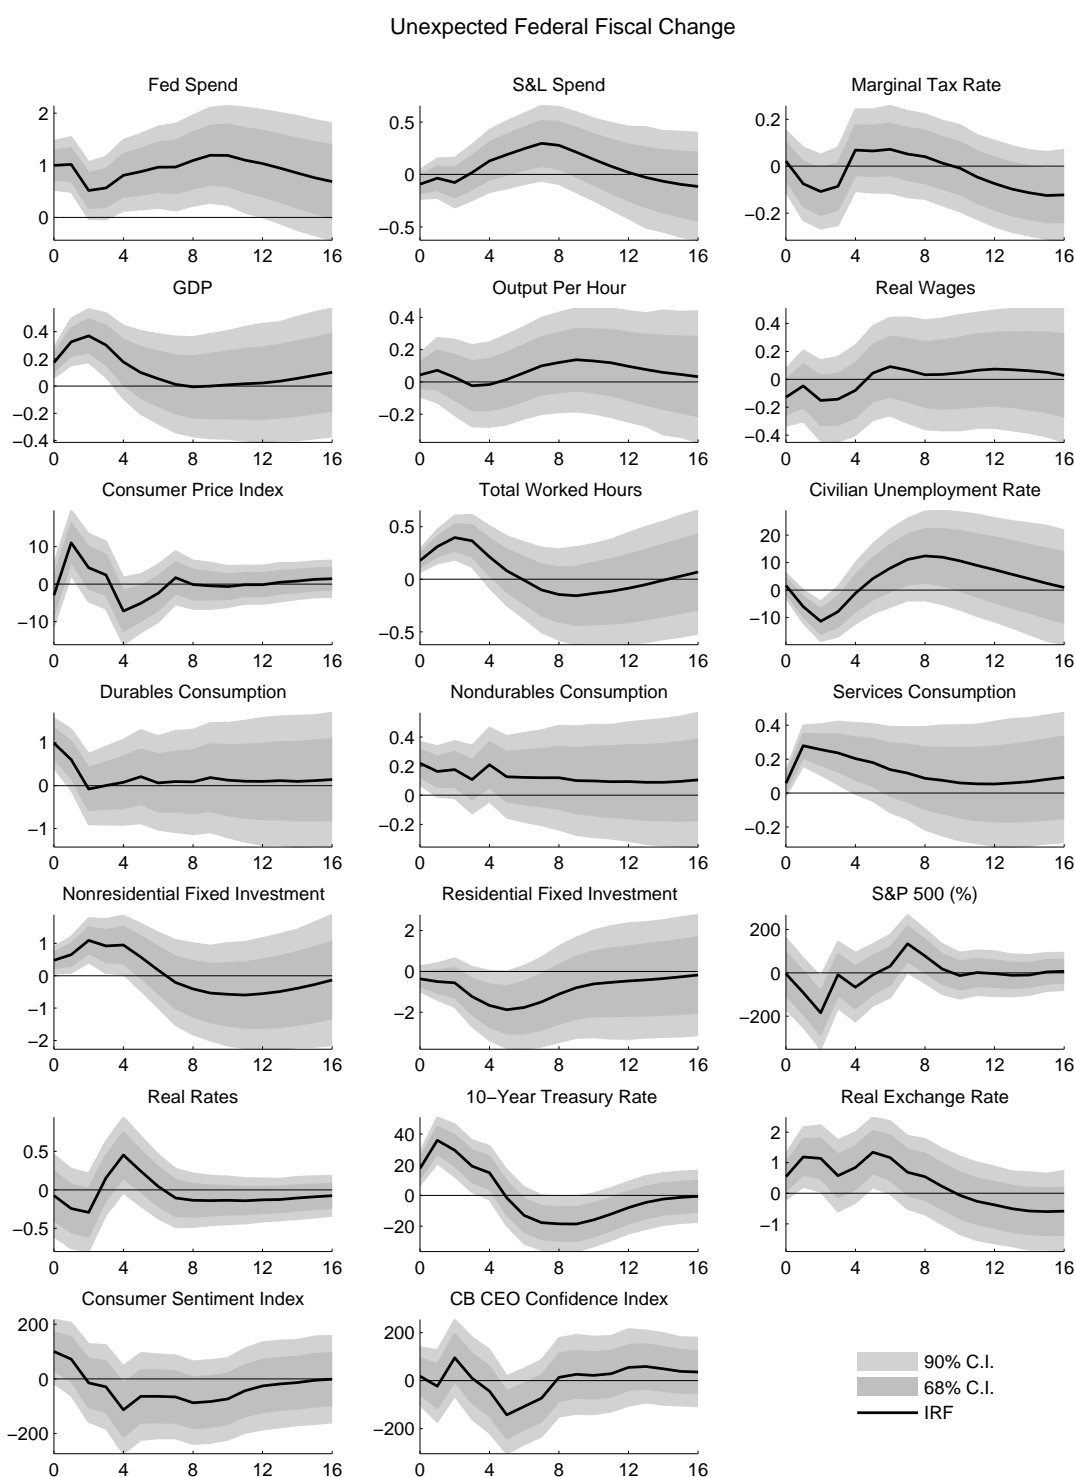 Unexpected Federal Fiscal Change
Fed Spend
2
1
0
0 4 8 12 16
S&L Spend
0.5
0
−0.5
0 4 8 12 16
Marginal Tax Rate
0.2
0
−0.2
0 4 8 12 16
GDP
0.4
0.2
0
−0.2
−0.4
0 4 8 12 16
Output Per Hour
0.4
0.2
0
−0.2
0 4 8 12 16
Real Wages
0.4
0.2
0
−0.2
−0.4
0 4 8 12 16
Consumer Price Index
10
0
−10
0 4 8 12 16
Total Worked Hours
0.5
0
−0.5
0 4 8 12 16
Civilian Unemployment Rate
20
10
0
−10
0 4 8 12 16
Durables Consumption
1
0
−1
0 4 8 12 16
Nondurables Consumption
0.4
0.2
0
−0.2
0 4 8 12 16
Services Consumption
0.4
0.2
0
−0.2
0 4 8 12 16
Nonresidential Fixed Investment
1
0
−1
−2
0 4 8 12 16
Residential Fixed Investment
2
0
−2
0 4 8 12 16
S&P 500 (%)
200
0
−200
0 4 8 12 16
Real Rates
0.5
0
−0.5
0 4 8 12 16
10−Year Treasury Rate
40
20
0
−20
0 4 8 12 16
Real Exchange Rate
2
1
0
−1
0 4 8 12 16
Consumer Sentiment Index
200
0
−200
0 4 8 12 16
CB CEO Confidence Index
200
0
−200
0 4 8 12 16
90% C.I.
68% C.I.
IRF